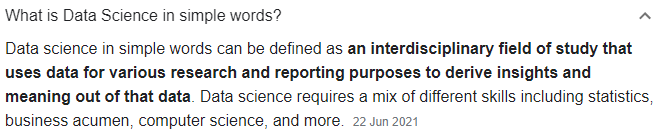 What is Data Science in simple words?
Data science in simple words can be defined as an interdisciplinary field of study that
uses data for various research and reporting purposes to derive insights and
meaning out of that data. Data science requires a mix of different skills including statistics,
business acumen, computer science, and more. 22 Jun 2021